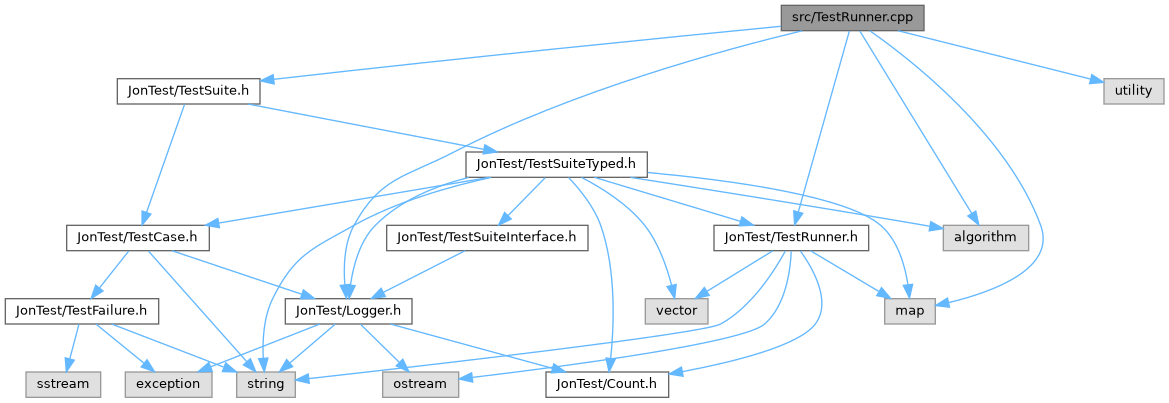 src/TestRunner.cpp
JonTest/TestSuite.h
utility
JonTest/TestSuiteTyped.h
JonTest/TestCase.h
JonTest/TestSuiteInterface.h
JonTest/TestRunner.h
algorithm
JonTest/TestFailure.h
JonTest/Logger.h
vector
map
sstream
exception
string
ostream
JonTest/Count.h